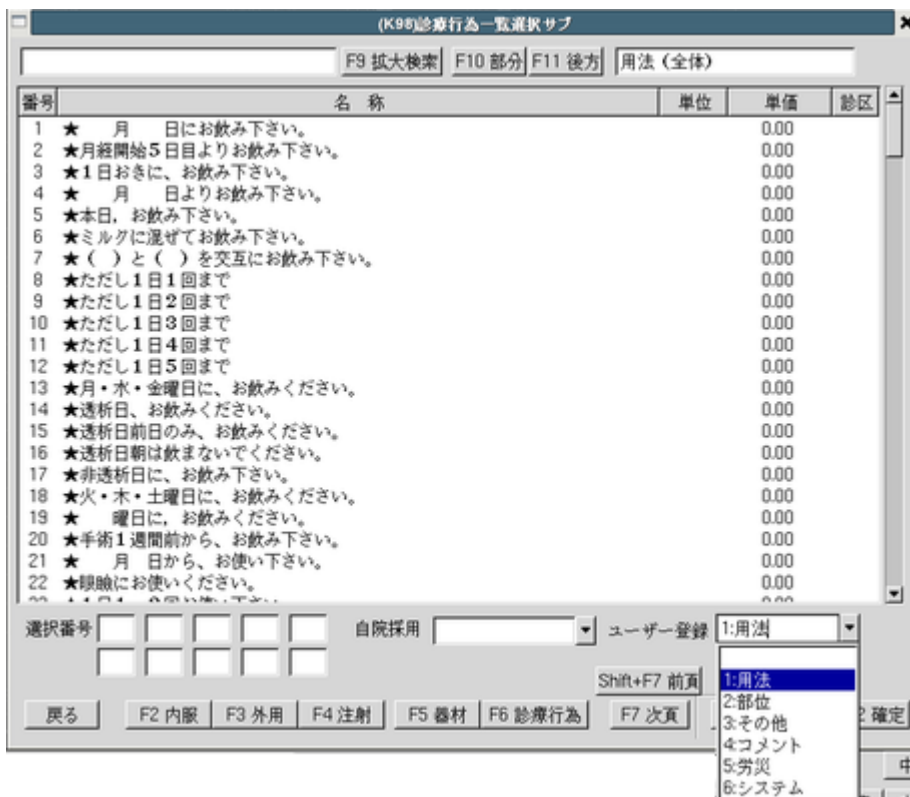 (K98)診療行為一覧選択サブ
F9 拡大検索 F10 部分 F11 後方 用法 (全体)
番号 名 称 単位 単価 診区
1 ★ 月 日にお飲み下さい。 0.00
2 ★月経開始5日目よりお飲み下さい。 0.00
3 ★1日おきに、お飲み下さい。 0.00
4 ★ 月 日よりお飲み下さい。 0.00
5 ★本日，お飲み下さい。 0.00
6 ★ミルクに混ぜてお飲み下さい。 0.00
7 ★( )と( )を交互にお飲み下さい。 0.00
8 ★ただし1日1回まで 0.00
9 ★ただし1日2回まで 0.00
10 ★ただし1日3回まで 0.00
11 ★ただし1日4回まで 0.00
12 ★ただし1日5回まで 0.00
13 ★月・水・金曜日に、お飲みください。 0.00
14 ★透析日、お飲みください。 0.00
15 ★透析日前日のみ、お飲みください。 0.00
16 ★透析日朝は飲まないでください。 0.00
17 ★非透析日に、お飲み下さい。 0.00
18 ★火・木・土曜日に、お飲みください。 0.00
19 ★ 曜日に，お飲みください。 0.00
20 ★手術1週間前から、お飲み下さい。 0.00
21 ★ 月 日から、お使い下さい。 0.00
22 ★眼瞼にお使いください。 0.00
選択番号 自院採用 ユーザー登録 1:用法
Shift+F7 前頁
1:用法
戻る F2 内服 F3 外用 F4 注射 F5 器材 F6 診療行為 F7 次頁 2 確定
2:部位
3:その他
4:コメント
5:労災
6:システム